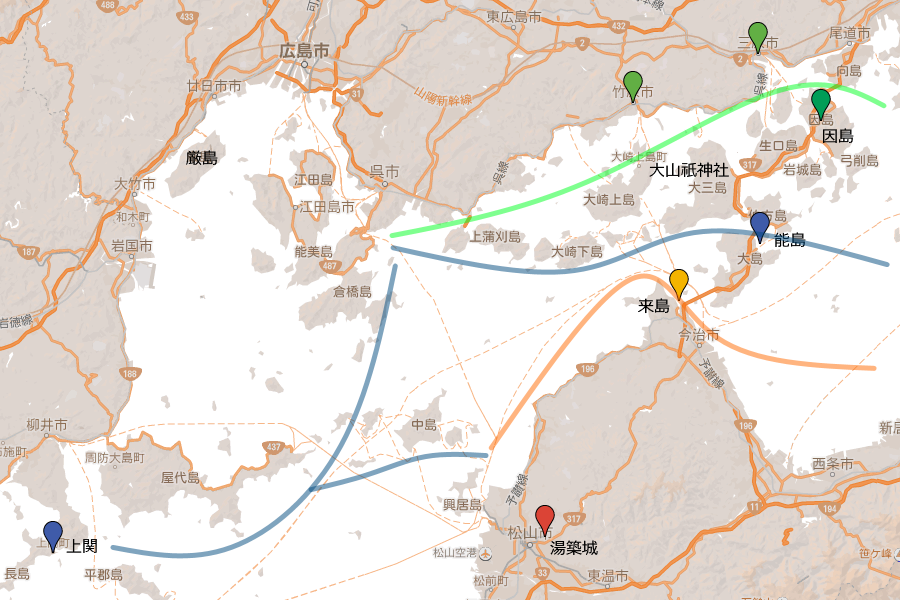 488
433
東広島市
432
尾道市
広島市
2
三原市
2
向島
廿日市市
31
山陽新幹線
竹原市
呉線
因島
因島
厳島
大崎上島町
生口島
弓削島
呉市
呉線
大山祇神社
317
岩城島
大竹市
江田島
大三島
江田島市
大崎上島
和木町
伯方島
岩国市
上蒲刈島
能島
187
能美島
大崎下島
大島
487
倉橋島
来島
岩徳線
今治市
188
196
予讃線
柳井市
中島
196
437
周防大島町
西条市
屋代島
予讃線
興居島
11
194
317
松山市
上関
湯築城
松山空港
笹ヶ峰
長島
平郡島
33
東温市
松前町